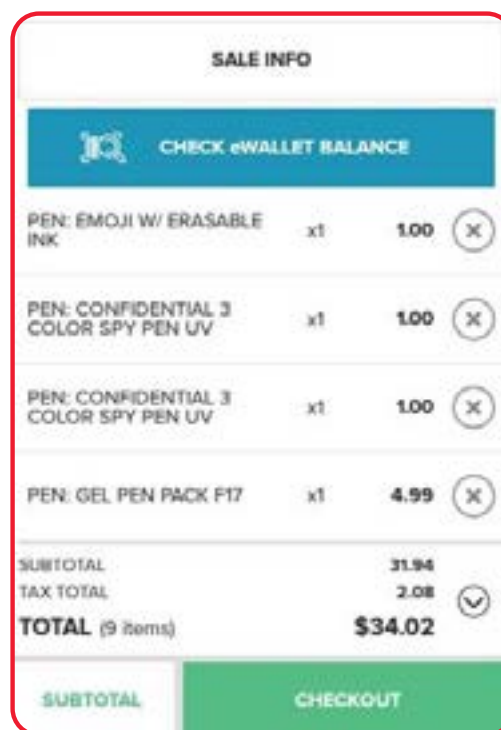 SALE INFO
CHECK eWALLET BALANCE
PEN: EMOJI W/ ERASABLE
INK x1 1.00
PEN: CONFIDENTIAL 3
COLOR SPY PEN UV x1 1.00
PEN: CONFIDENTIAL 3
COLOR SPY PEN UV x1 1.00
PEN: GEL PEN PACK F17 x1 4.99
SUBTOTAL 31.94
TAX TOTAL 2.08
TOTAL (9 items) $34.02
SUBTOTAL CHECKOUT